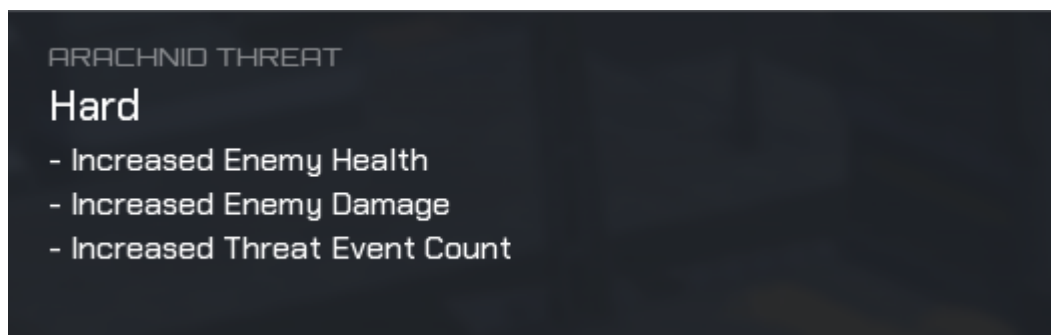 ARACHNID THREAT
Hard
- Increased Enemy Health
- Increased Enemy Damage
- Increased Threat Event Count